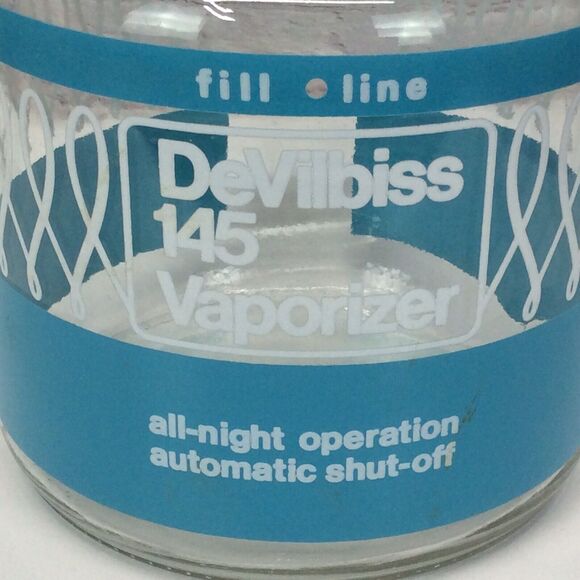 fill line
DeVilbiss
145
Vaporizer
all-night operation
automatic shut-off